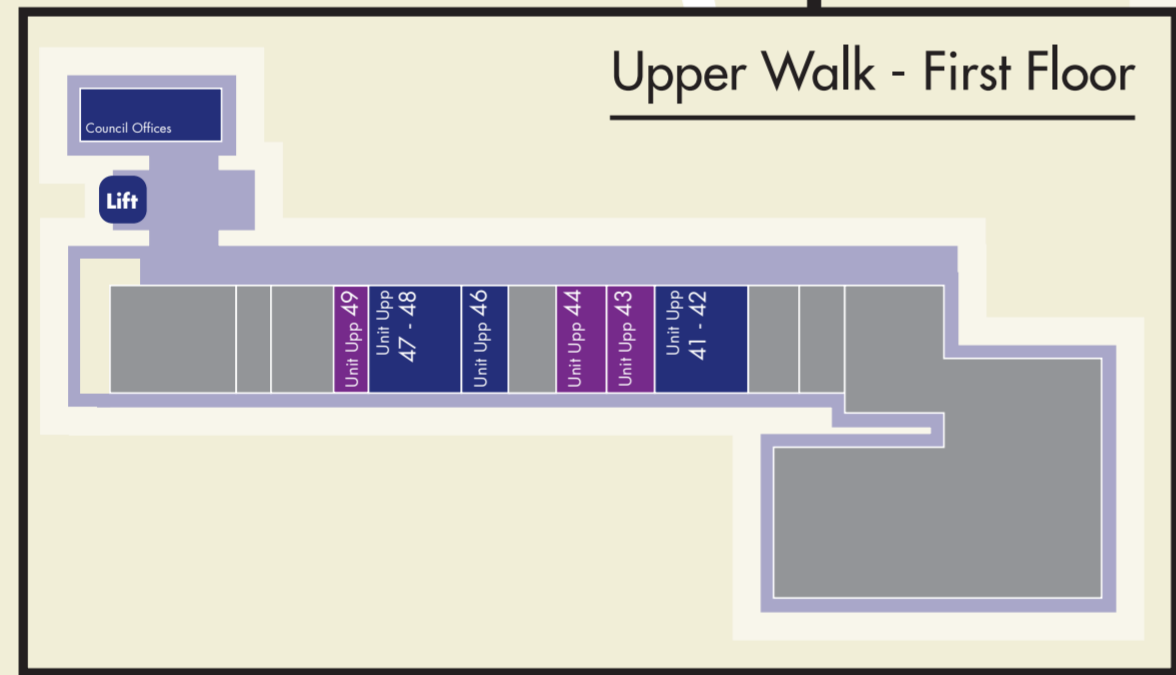 Upper Walk - First Floor
Council Offices
Lift
Unit Upp 49
Unit Upp
47 - 48
Unit Upp 46
Unit Upp 44
Unit Upp 43
Unit Upp
41 - 42